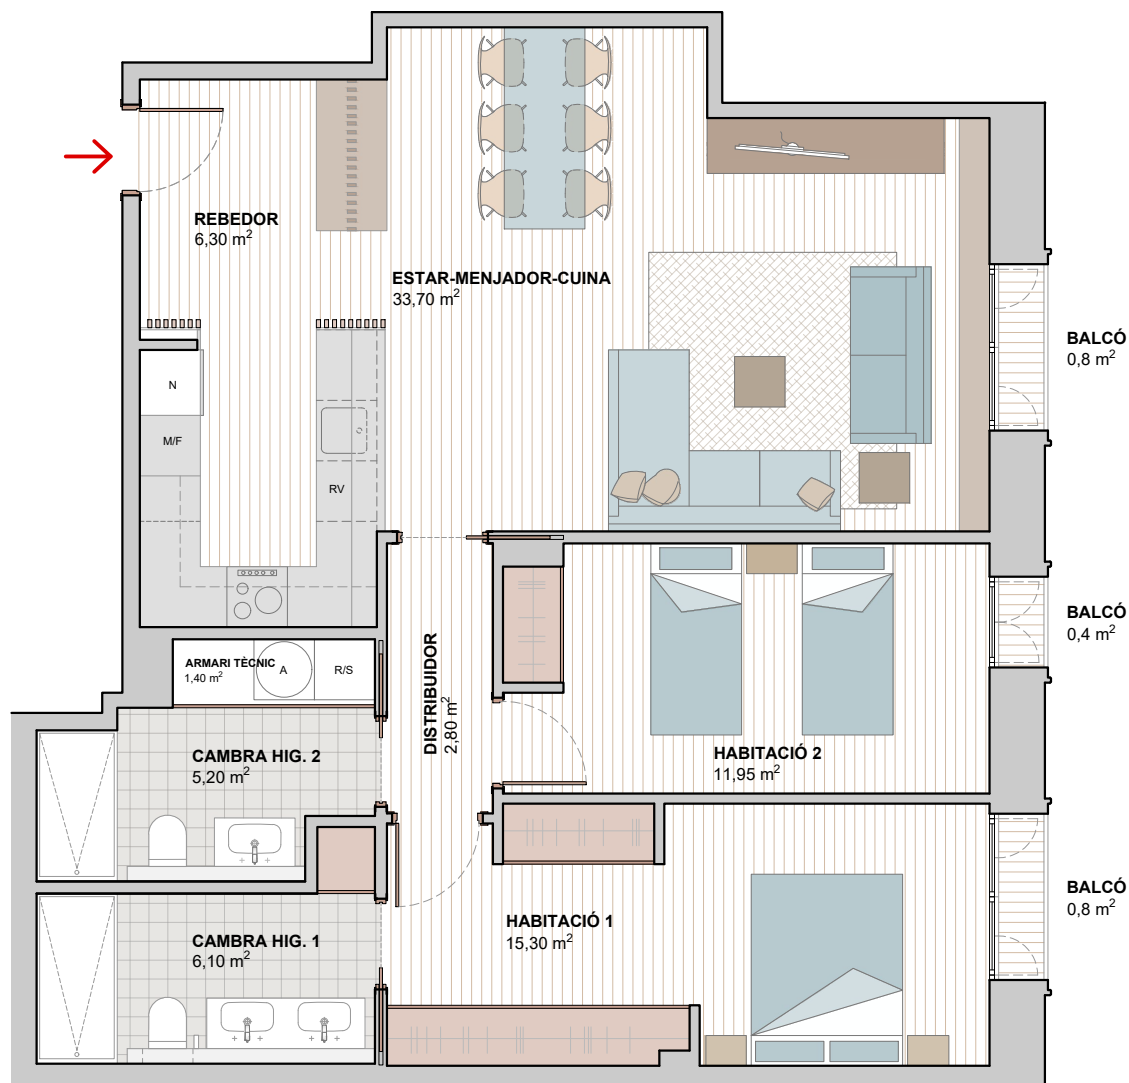 REBEDOR
6,30 m²
ESTAR-MENJADOR-CUINA
33,70 m²
BALCÓ
0,8 m²
N
M/F
RV
BALCÓ
0,4 m²
ARMARI TÈCNIC
1,40 m²
A
R/S
DISTRIBUIDOR
2,80 m²
CAMBRA HIG. 2
5,20 m²
HABITACIÓ 2
11,95 m²
BALCÓ
0,8 m²
HABITACIÓ 1
15,30 m²
CAMBRA HIG. 1
6,10 m²